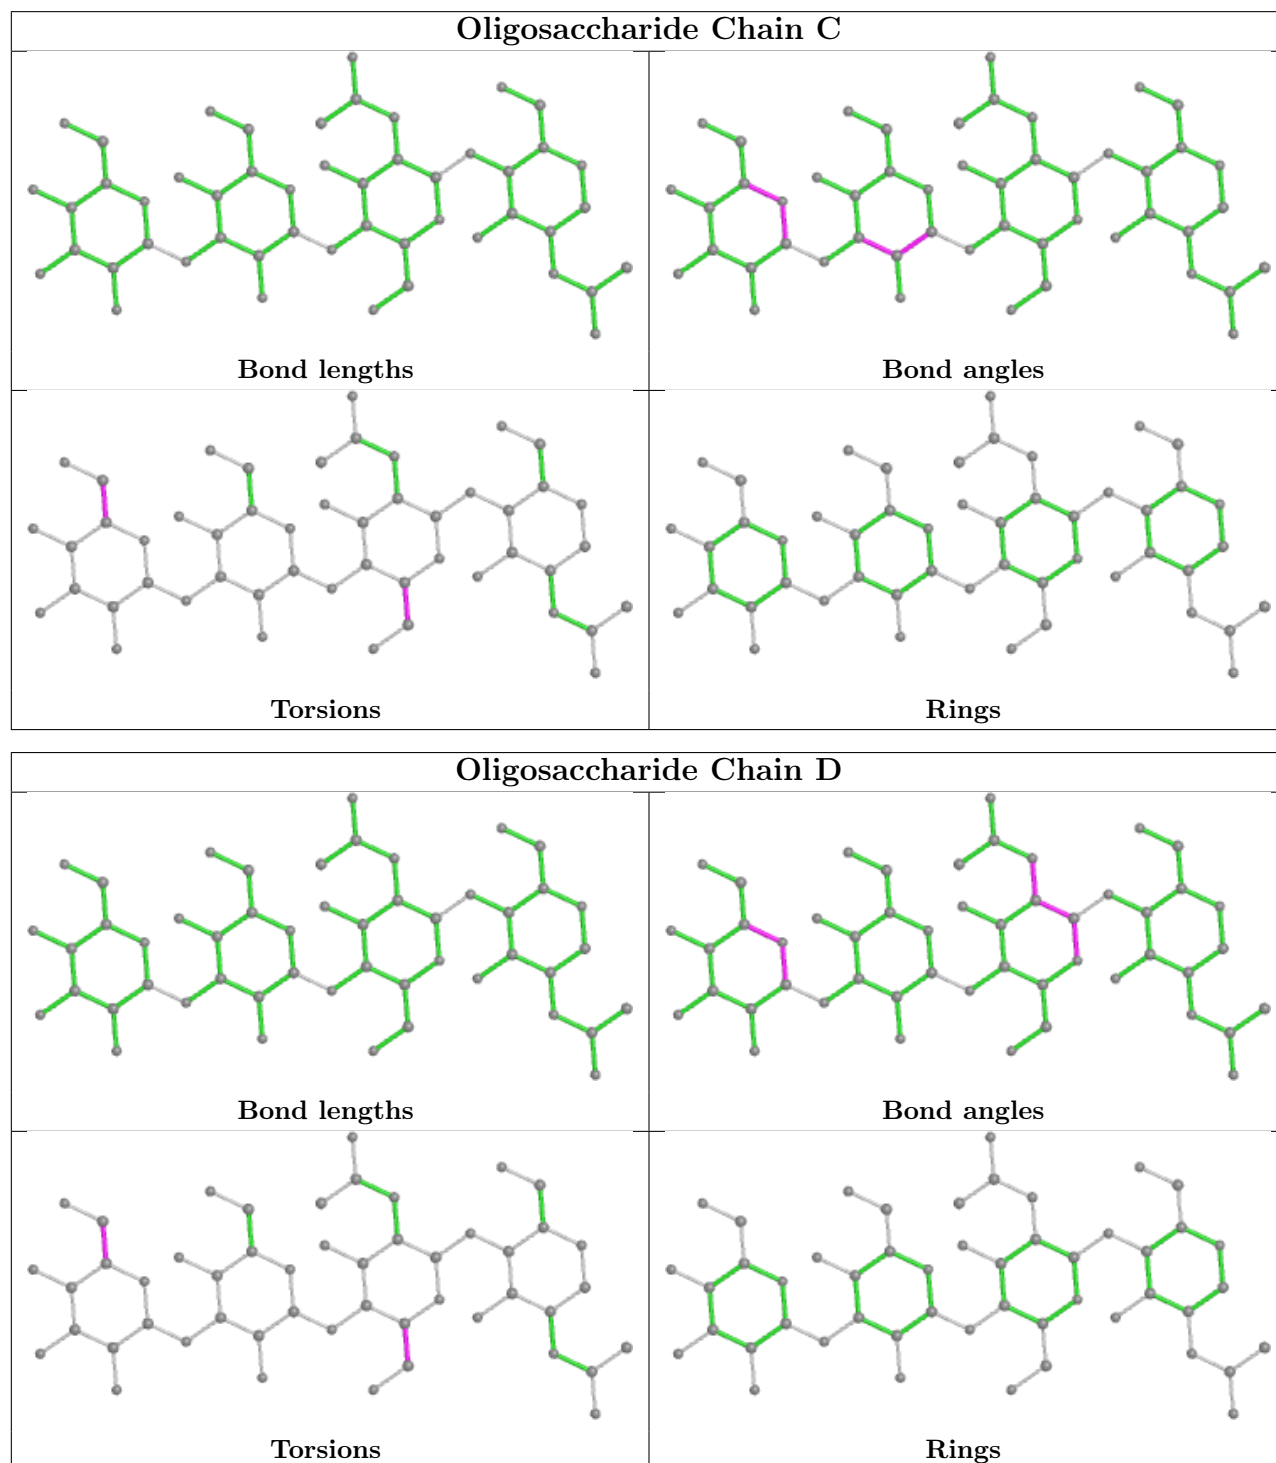 Oligosaccharide Chain C
Bond lengths
Bond angles
Torsions
Rings
Oligosaccharide Chain D
Bond lengths
Bond angles
Torsions
Rings